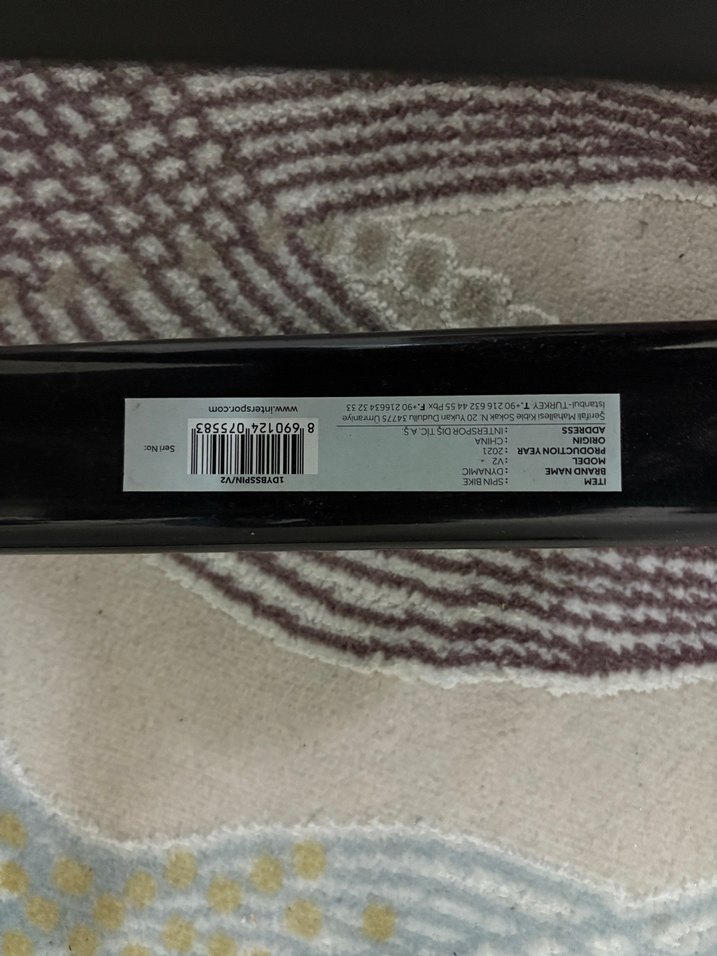 ITEM : SPIN BIKE
BRAND NAME : DYNAMIC
MODEL : V2 -
PRODUCTION YEAR : 2021
ORIGIN : CHINA
ADDRESS : INTERSPOR DIŞ TİC. A.Ş
Şerifali Mahallesi Kıble Sokak N. 20 Yukarı Dudullu 34775 Ümraniye
İstanbul-TURKEY T. +90 216 632 44 55 Pbx F. +90 216634 32 33
1DYBSSPIN/V2
8 690124 075583
www.interspor.com
Seri No: